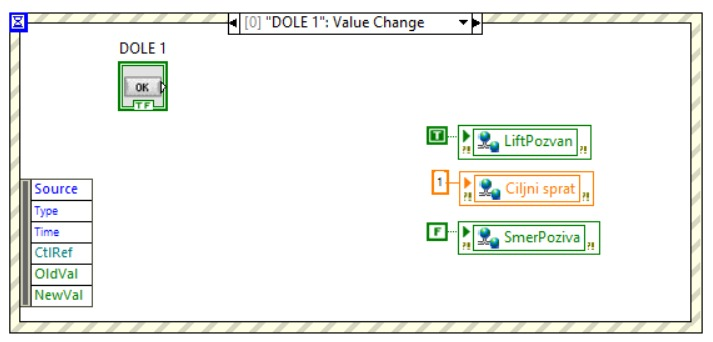 [0] "DOLE 1": Value Change
DOLE 1
OK
TF
T
LiftPozvan
?!
?!
1
Ciljni sprat
?!
?!
F
SmerPoziva
?!
?!
Source
Type
Time
CtlRef
OldVal
NewVal